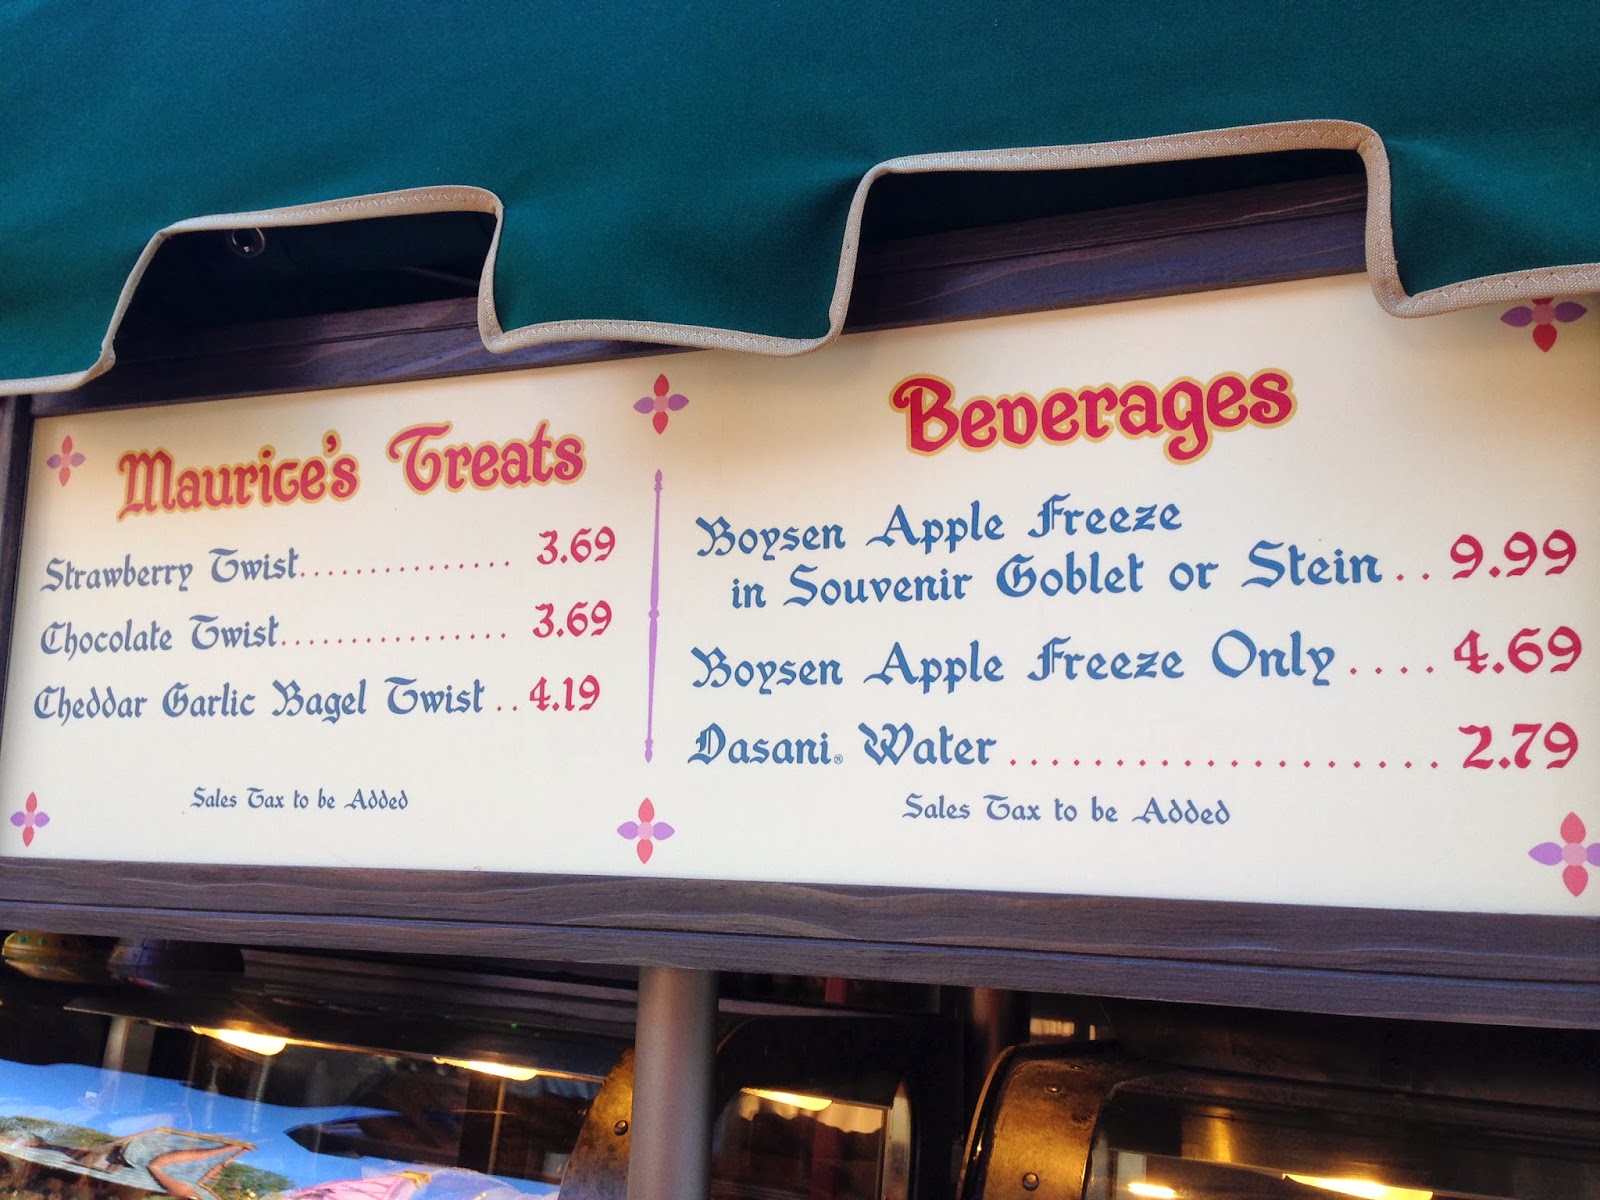 Maurice's Treats
Strawberry Twist............... 3.69
Chocolate Twist................ 3.69
Cheddar Garlic Bagel Twist .. 4.19
Sales Tax to be Added
Beverages
Boysen Apple Freeze
in Souvenir Goblet or Stein .. 9.99
Boysen Apple Freeze Only .... 4.69
Dasani® Water .................... 2.79
Sales Tax to be Added